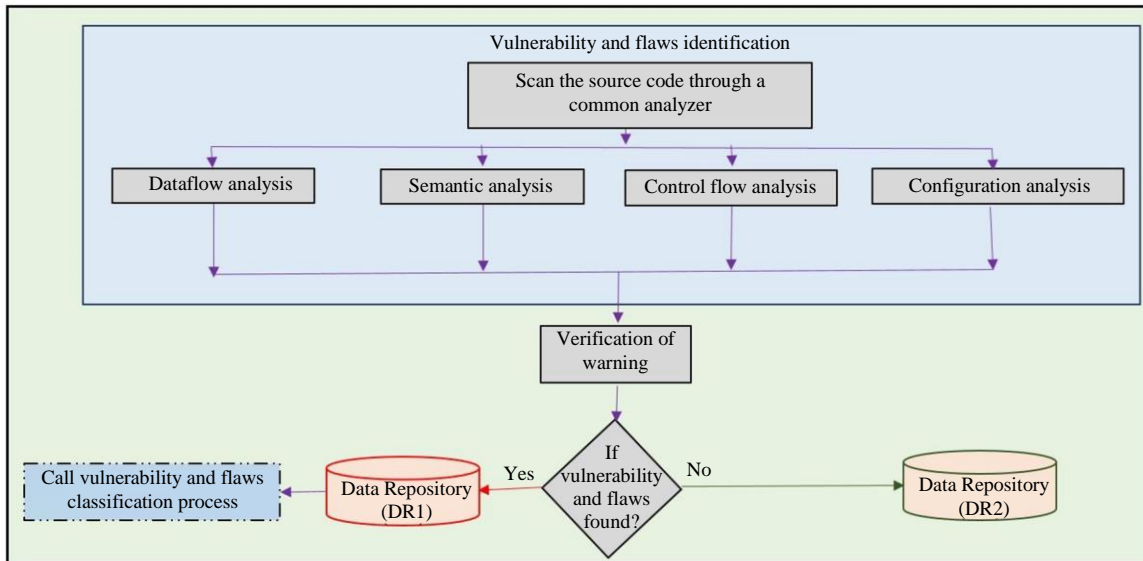 Vulnerability and flaws identification
Scan the source code through a
common analyzer
Dataflow analysis
Semantic analysis
Control flow analysis
Configuration analysis
Verification of
warning
If
vulnerability
and flaws
found?
Yes
No
Call vulnerability and flaws
classification process
Data Repository
(DR1)
Data Repository
(DR2)